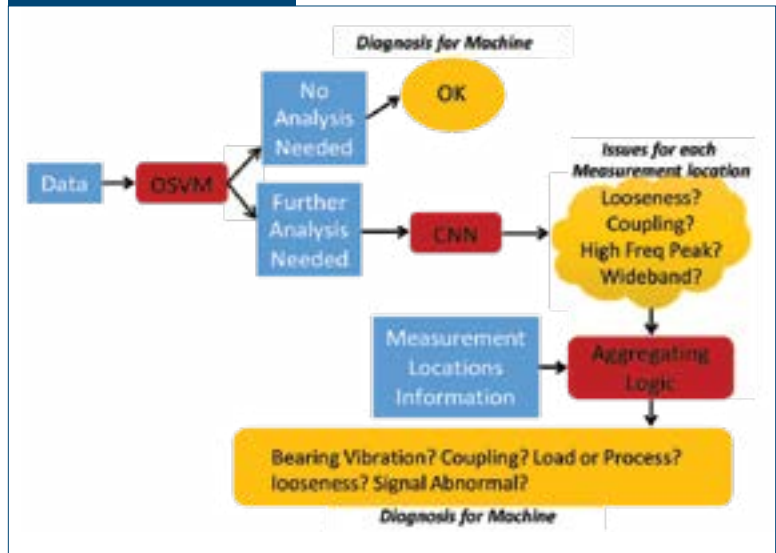 Diagnosis for Machine
No
Analysis
Needed
OK
Data
OSVM
Further
Analysis
Needed
CNN
Issues for each
Measurement location
Looseness?
Coupling?
High Freq Peak?
Wideband?
Measurement
Locations
Information
Aggregating
Logic
Bearing Vibration? Coupling? Load or Process?
looseness? Signal Abnormal?
Diagnosis for Machine